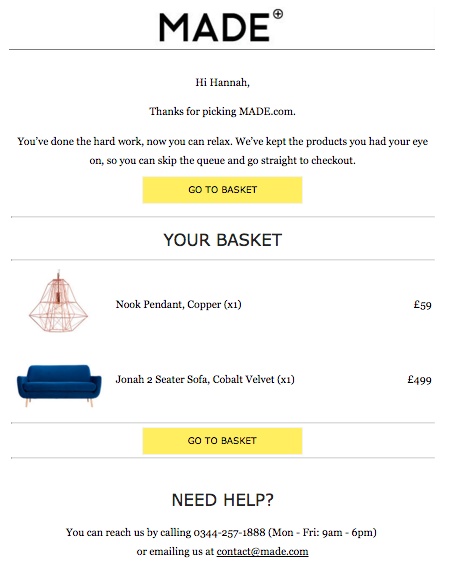 MADE
Hi Hannah,
Thanks for picking MADE.com.
You've done the hard work, now you can relax. We've kept the products you had your eye
on, so you can skip the queue and go straight to checkout.
GO TO BASKET
YOUR BASKET
Nook Pendant, Copper (x1) £59
Jonah 2 Seater Sofa, Cobalt Velvet (x1) £499
GO TO BASKET
NEED HELP?
You can reach us by calling 0344-257-1888 (Mon - Fri: 9am - 6pm)
or emailing us at contact@made.com